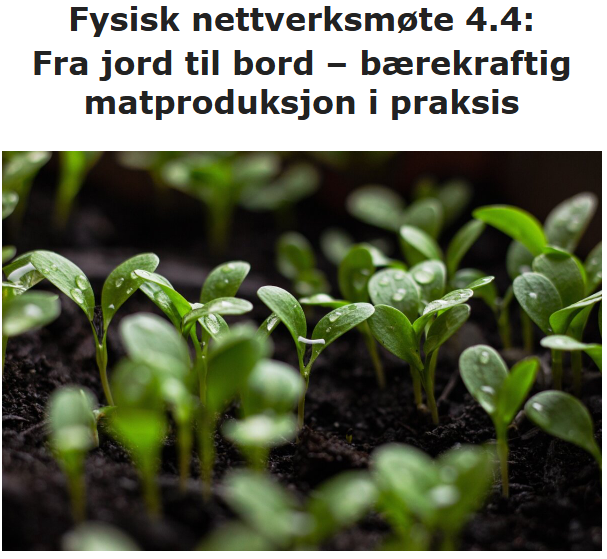 Fysisk nettverksmøte 4.4:
Fra jord til bord – bærekraftig
matproduksjon i praksis